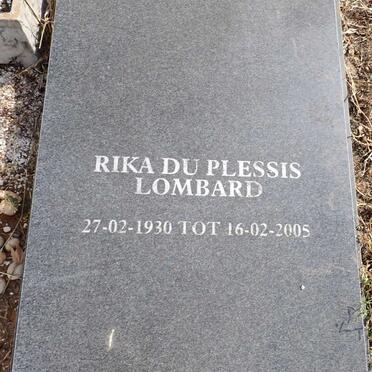 RIKA DU PLESSIS
LOMBARD
27-02-1930 TOT 16-02-2005